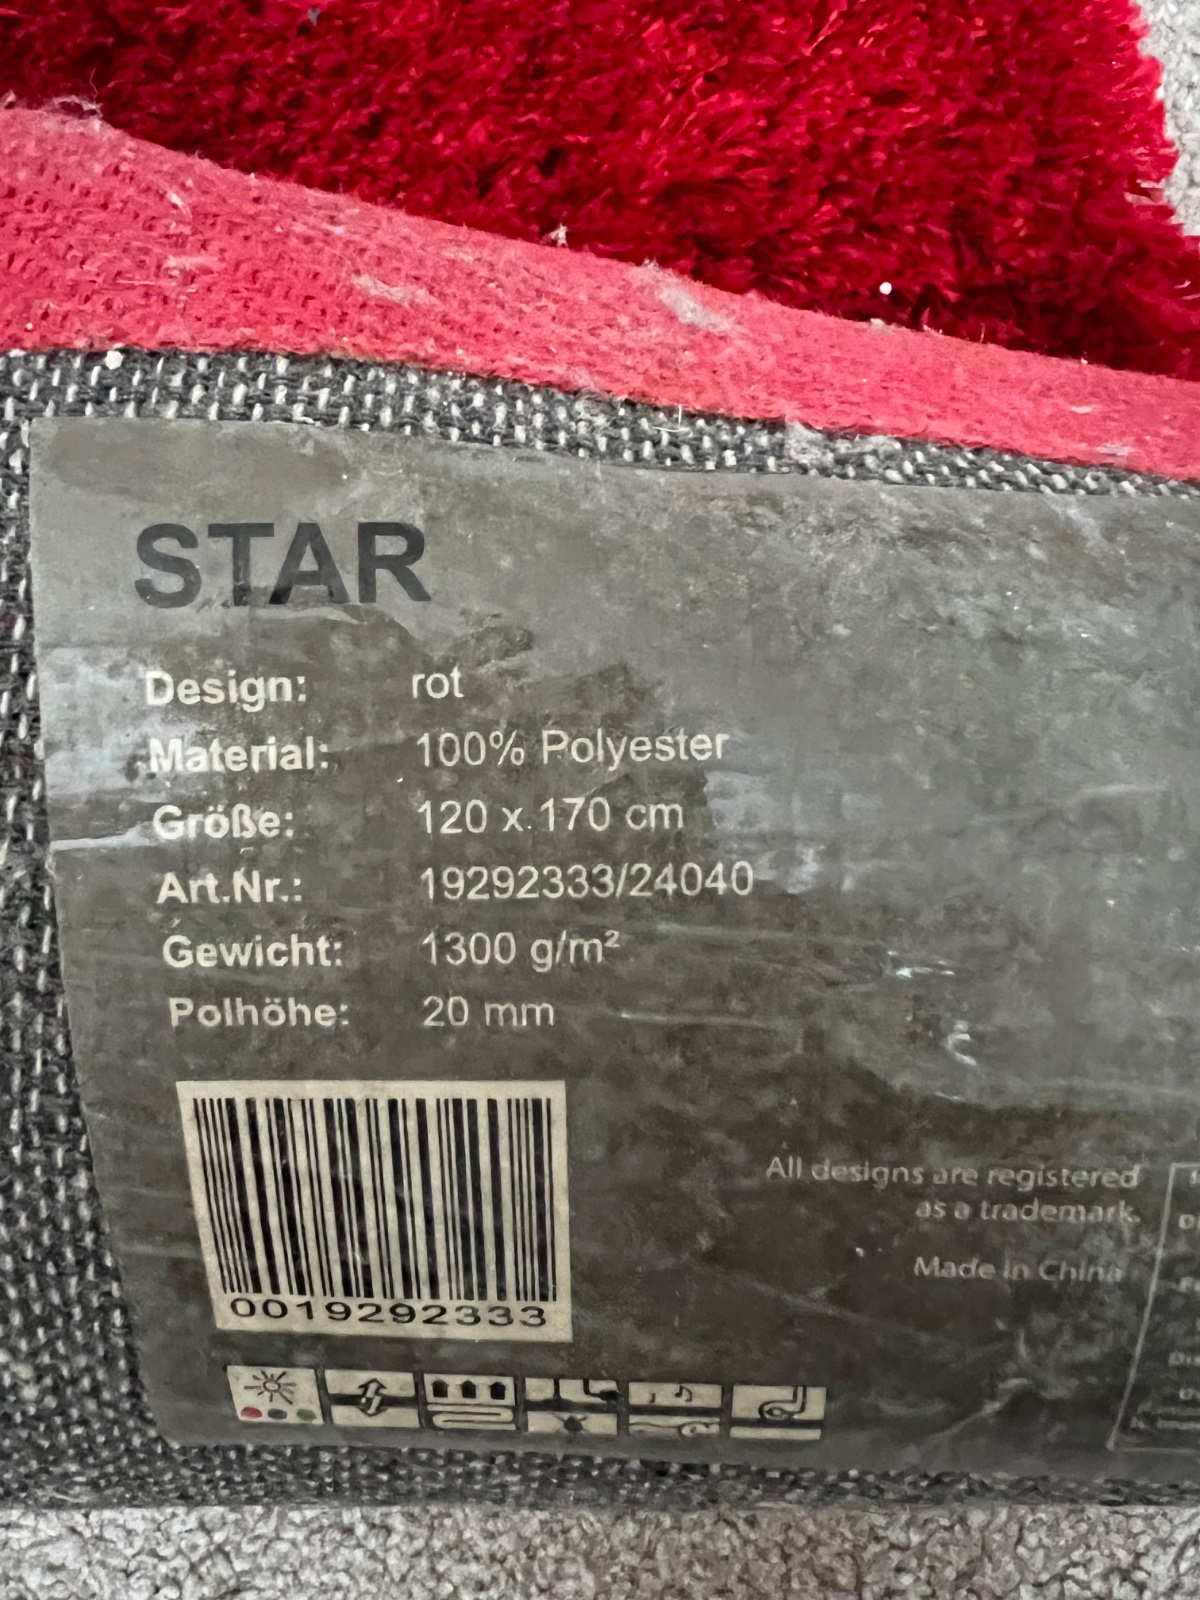 STAR
Design: rot
Material: 100% Polyester
Größe: 120 x 170 cm
Art.Nr.: 19292333/24040
Gewicht: 1300 g/m²
Polhöhe: 20 mm
0019292333
All designs are registered
as a trademark.
Made in China